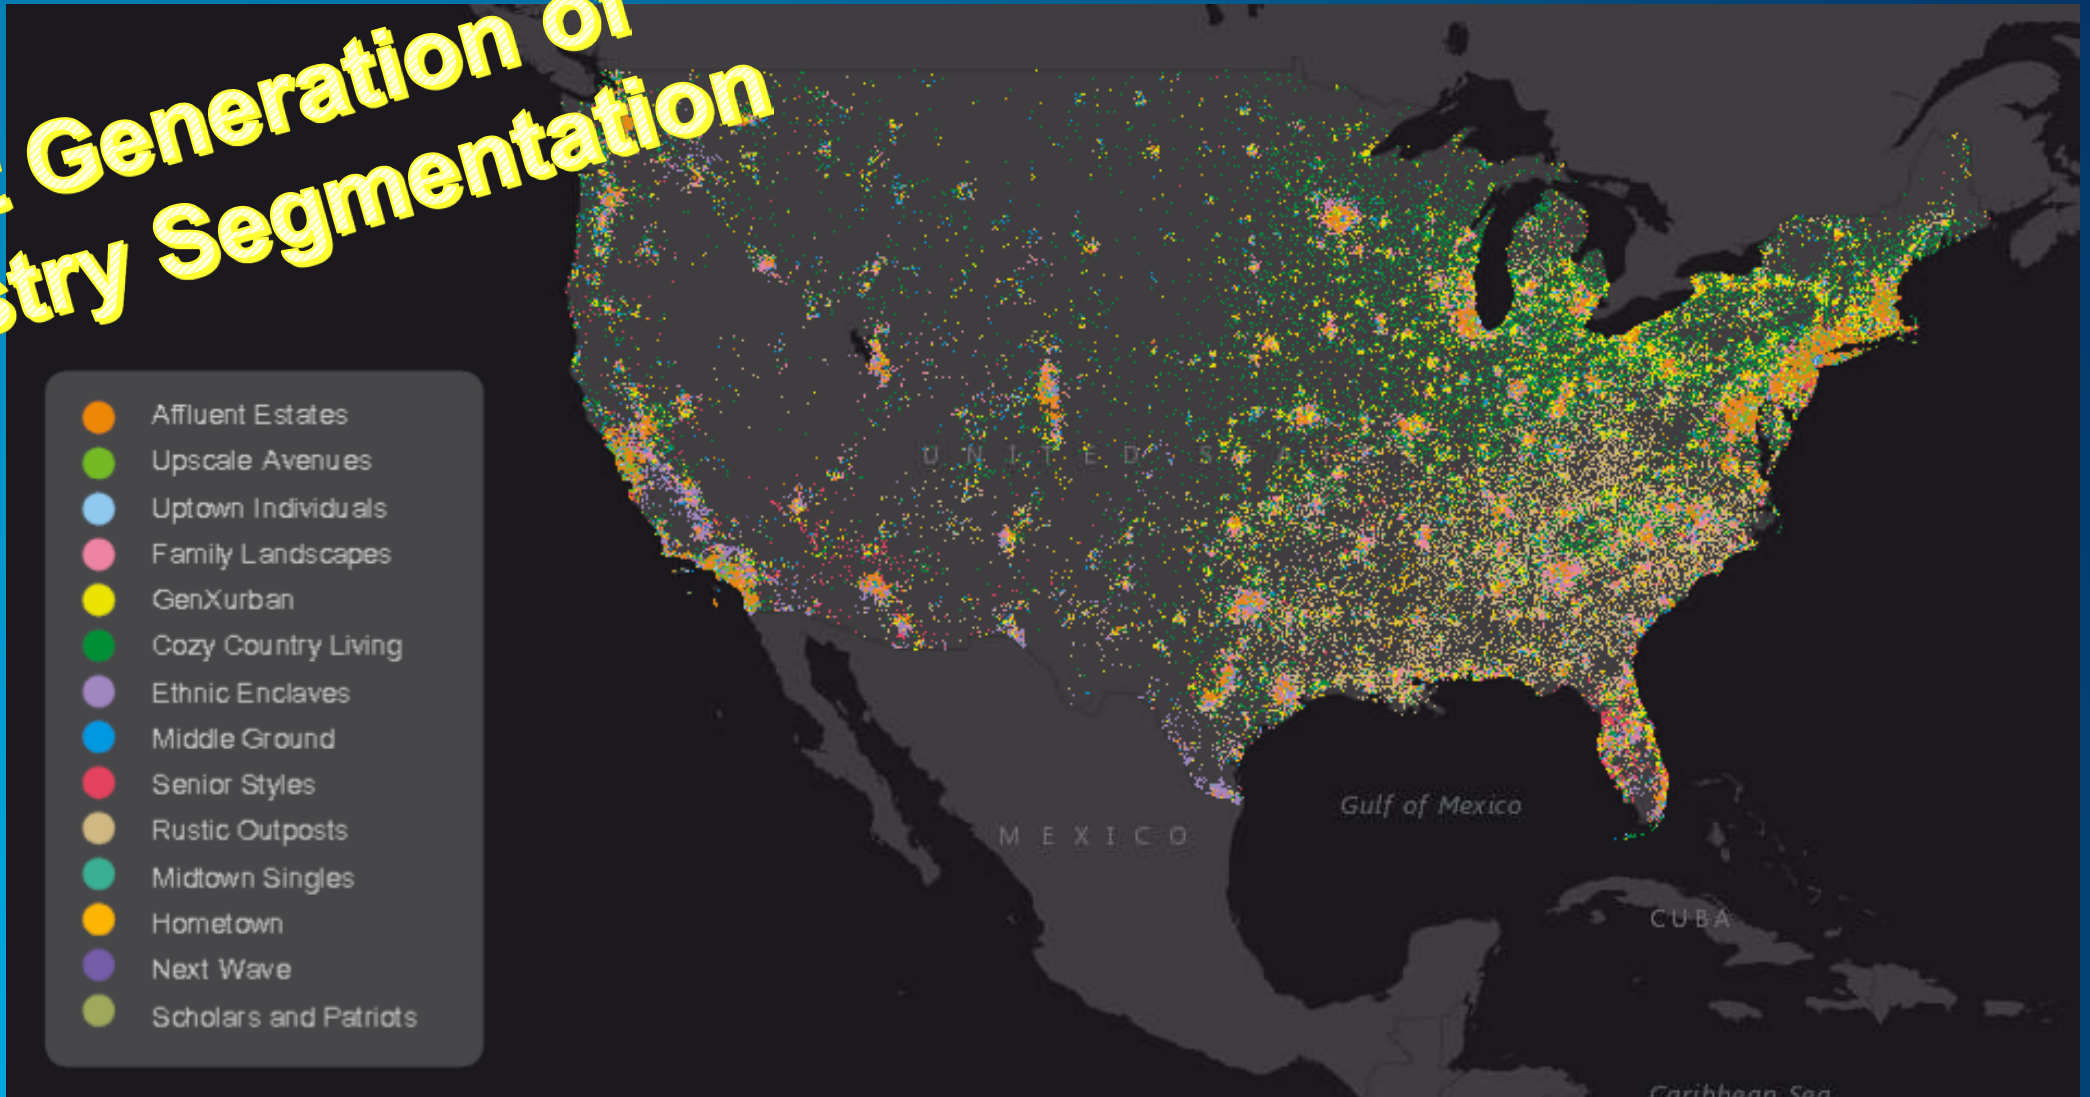 Generation of
Segmentation
Affluent Estates
Upscale Avenues
Uptown Individuals
Family Landscapes
GenXurban
Cozy Country Living
Ethnic Enclaves
Middle Ground
Senior Styles
Rustic Outposts
Midtown Singles
Hometown
Next Wave
Scholars and Patriots
UNITED
MEXICO
Gulf of Mexico
CUBA
Caribbean Sea